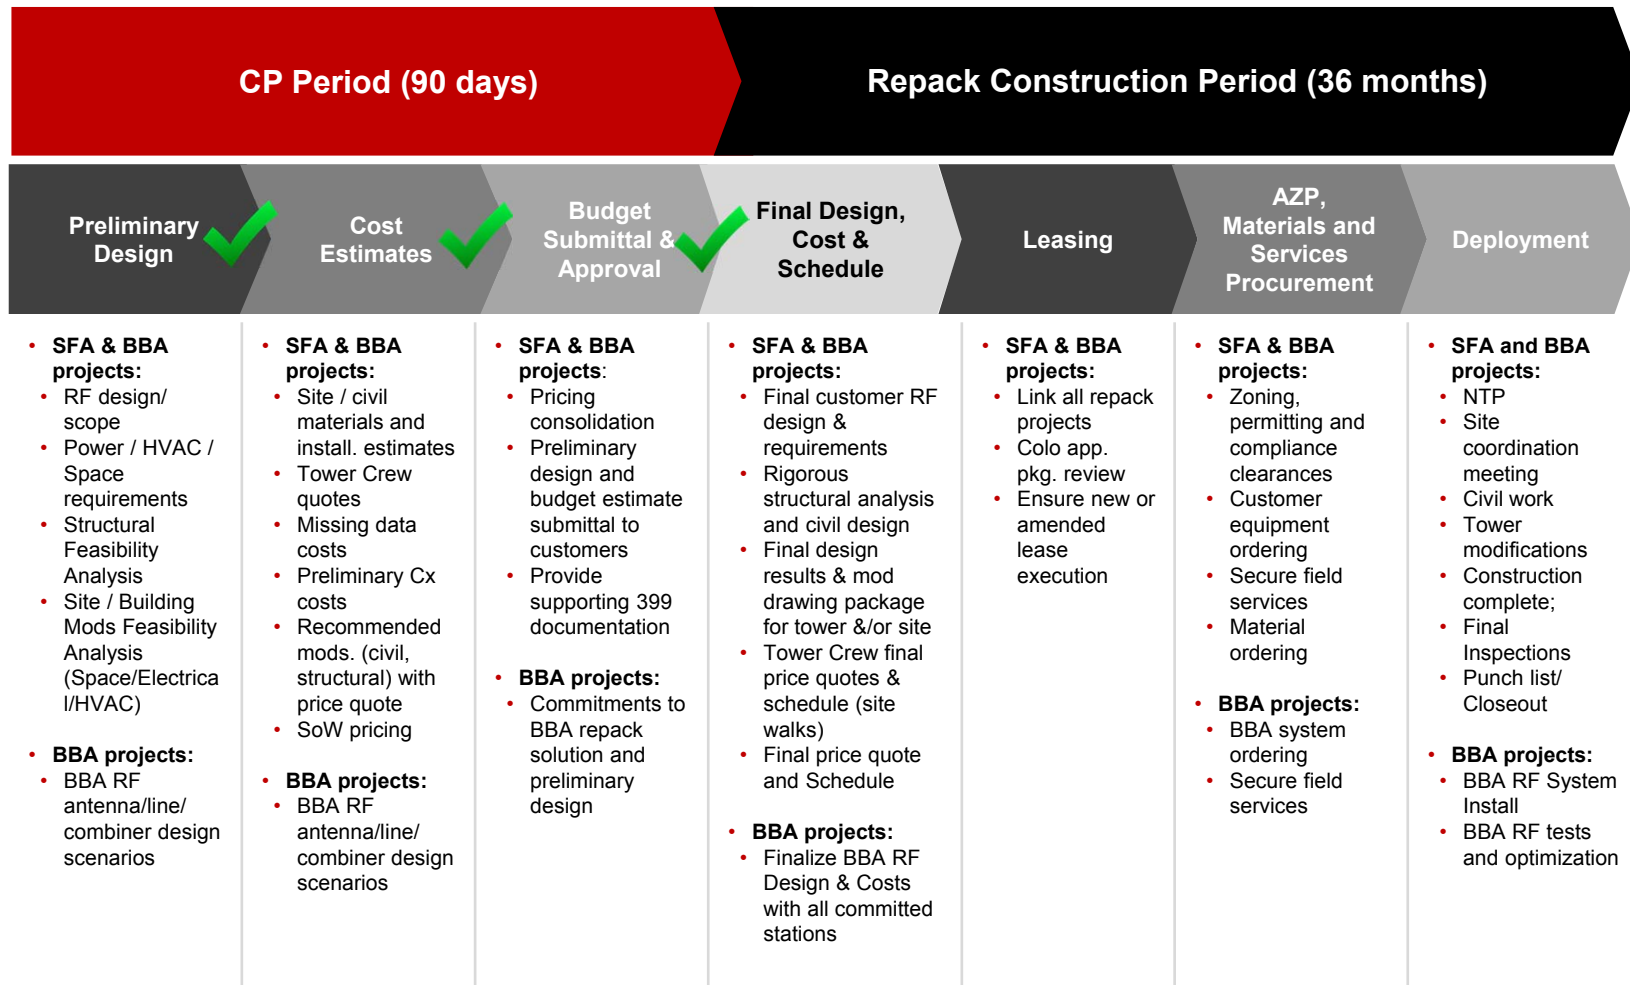 CP Period (90 days)
Repack Construction Period (36 months)
Preliminary
Design
Cost
Estimates
Budget
Submittal &
Approval
Final Design,
Cost &
Schedule
Leasing
AZP,
Materials and
Services
Procurement
Deployment
• SFA & BBA
projects:
• RF design/
scope
• Power / HVAC /
Space
requirements
• Structural
Feasibility
Analysis
• Site / Building
Mods Feasibility
Analysis
(Space/Electrica
l/HVAC)
• BBA projects:
• BBA RF
antenna/line/
combiner design
scenarios
• SFA & BBA
projects:
• Site / civil
materials and
install. estimates
• Tower Crew
quotes
• Missing data
costs
• Preliminary Cx
costs
• Recommended
mods. (civil,
structural) with
price quote
• SoW pricing
• BBA projects:
• BBA RF
antenna/line/
combiner design
scenarios
• SFA & BBA
projects:
• Pricing
consolidation
• Preliminary
design and
budget estimate
submittal to
customers
• Provide
supporting 399
documentation
• BBA projects:
• Commitments to
BBA repack
solution and
preliminary
design
• SFA & BBA
projects:
• Final customer RF
design &
requirements
• Rigorous
structural analysis
and civil design
• Final design
results & mod
drawing package
for tower &/or site
• Tower Crew final
price quotes &
schedule (site
walks)
• Final price quote
and Schedule
• BBA projects:
• Finalize BBA RF
Design & Costs
with all committed
stations
• SFA & BBA
projects:
• Link all repack
projects
• Colo app.
pkg. review
• Ensure new or
amended
lease
execution
• SFA & BBA
projects:
• Zoning,
permitting and
compliance
clearances
• Customer
equipment
ordering
• Secure field
services
• Material
ordering
• BBA projects:
• BBA system
ordering
• Secure field
services
• SFA and BBA
projects:
• NTP
• Site
coordination
meeting
• Civil work
• Tower
modifications
• Construction
complete;
• Final
Inspections
• Punch list/
Closeout
• BBA projects:
• BBA RF System
Install
• BBA RF tests
and optimization